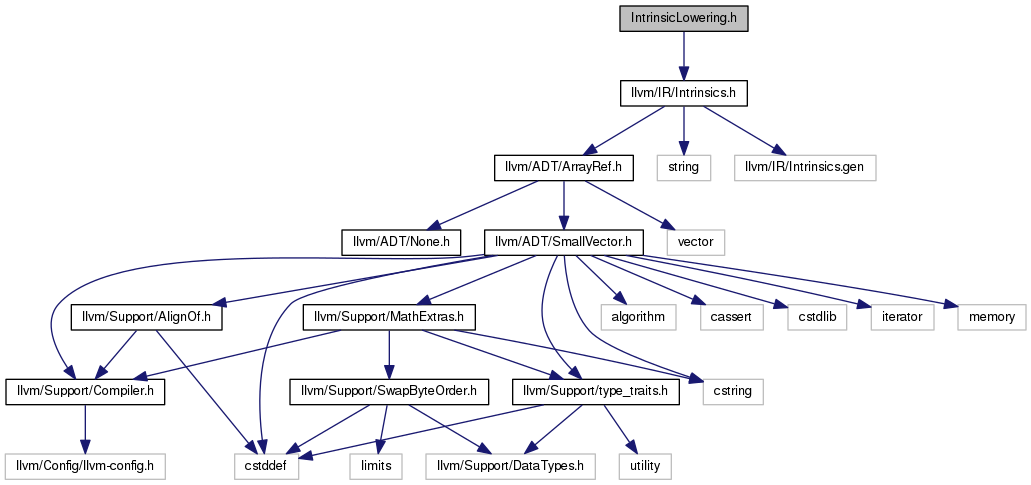 IntrinsicLowering.h
llvm/IR/Intrinsics.h
llvm/ADT/ArrayRef.h
string
llvm/IR/Intrinsics.gen
llvm/ADT/None.h
llvm/ADT/SmallVector.h
vector
llvm/Support/AlignOf.h
llvm/Support/MathExtras.h
algorithm
cassert
cstdlib
iterator
memory
llvm/Support/Compiler.h
llvm/Support/SwapByteOrder.h
llvm/Support/type_traits.h
cstring
llvm/Config/llvm-config.h
cstddef
limits
llvm/Support/DataTypes.h
utility